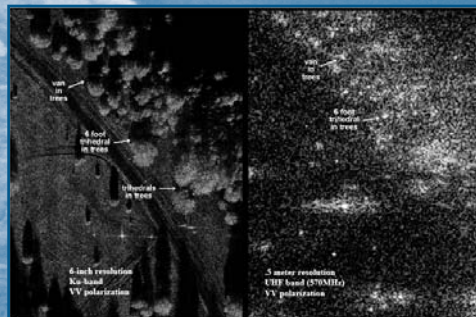 van
in
trees
6 foot
trihedral
in trees
trihedrals
in trees
6-inch resolution
Ku-band
VV polarization
van
in
trees
6 foot
trihedral
in trees
.5 meter resolution
UHF band (570MHz)
VV polarization